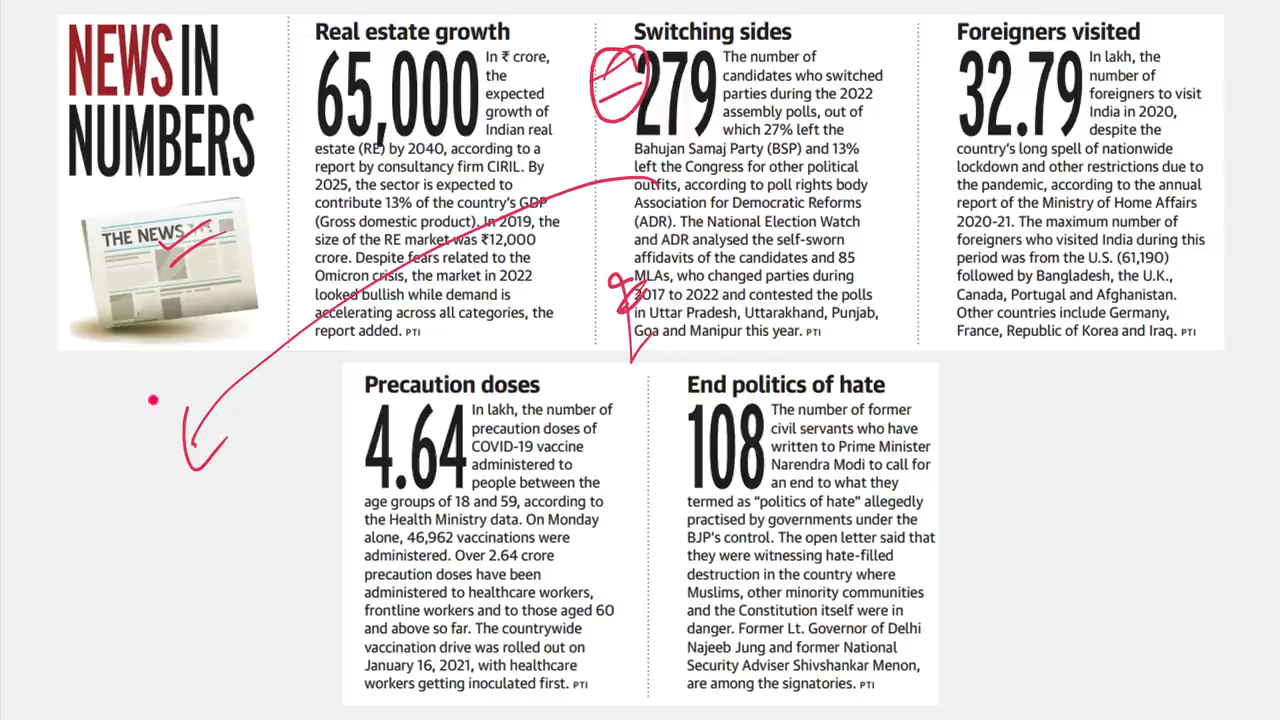 NEWS IN
NUMBERS
THE NEWS
Real estate growth
65,000
In ₹ crore,
the
expected
growth of
Indian real
estate (RE) by 2040, according to a
report by consultancy firm CIRIL. By
2025, the sector is expected to
contribute 13% of the country's GDP
(Gross domestic product). In 2019, the
size of the RE market was ₹12,000
crore. Despite fears related to the
Omicron crisis, the market in 2022
looked bullish while demand is
accelerating across all categories, the
report added. PTI
Switching sides
279
The number of
candidates who switched
parties during the 2022
assembly polls, out of
which 27% left the
Bahujan Samaj Party (BSP) and 13%
left the Congress for other political
outfits, according to poll rights body
Association for Democratic Reforms
(ADR). The National Election Watch
and ADR analysed the self-sworn
affidavits of the candidates and 85
MLAs, who changed parties during
2017 to 2022 and contested the polls
in Uttar Pradesh, Uttarakhand, Punjab,
Goa and Manipur this year. PTI
Foreigners visited
32.79
In lakh, the
number of
foreigners to visit
India in 2020,
despite the
country's long spell of nationwide
lockdown and other restrictions due to
the pandemic, according to the annual
report of the Ministry of Home Affairs
2020-21. The maximum number of
foreigners who visited India during this
period was from the U.S. (61,190)
followed by Bangladesh, the U.K.,
Canada, Portugal and Afghanistan.
Other countries include Germany,
France, Republic of Korea and Iraq. PTI
Precaution doses
4.64
In lakh, the number of
precaution doses of
COVID-19 vaccine
administered to
people between the
age groups of 18 and 59, according to
the Health Ministry data. On Monday
alone, 46,962 vaccinations were
administered. Over 2.64 crore
precaution doses have been
administered to healthcare workers,
frontline workers and to those aged 60
and above so far. The countrywide
vaccination drive was rolled out on
January 16, 2021, with healthcare
workers getting inoculated first. PTI
End politics of hate
108
The number of former
civil servants who have
written to Prime Minister
Narendra Modi to call for
an end to what they
termed as “politics of hate” allegedly
practised by governments under the
BJP's control. The open letter said that
they were witnessing hate-filled
destruction in the country where
Muslims, other minority communities
and the Constitution itself were in
danger. Former Lt. Governor of Delhi
Najeeb Jung and former National
Security Adviser Shivshankar Menon,
are among the signatories. PTI